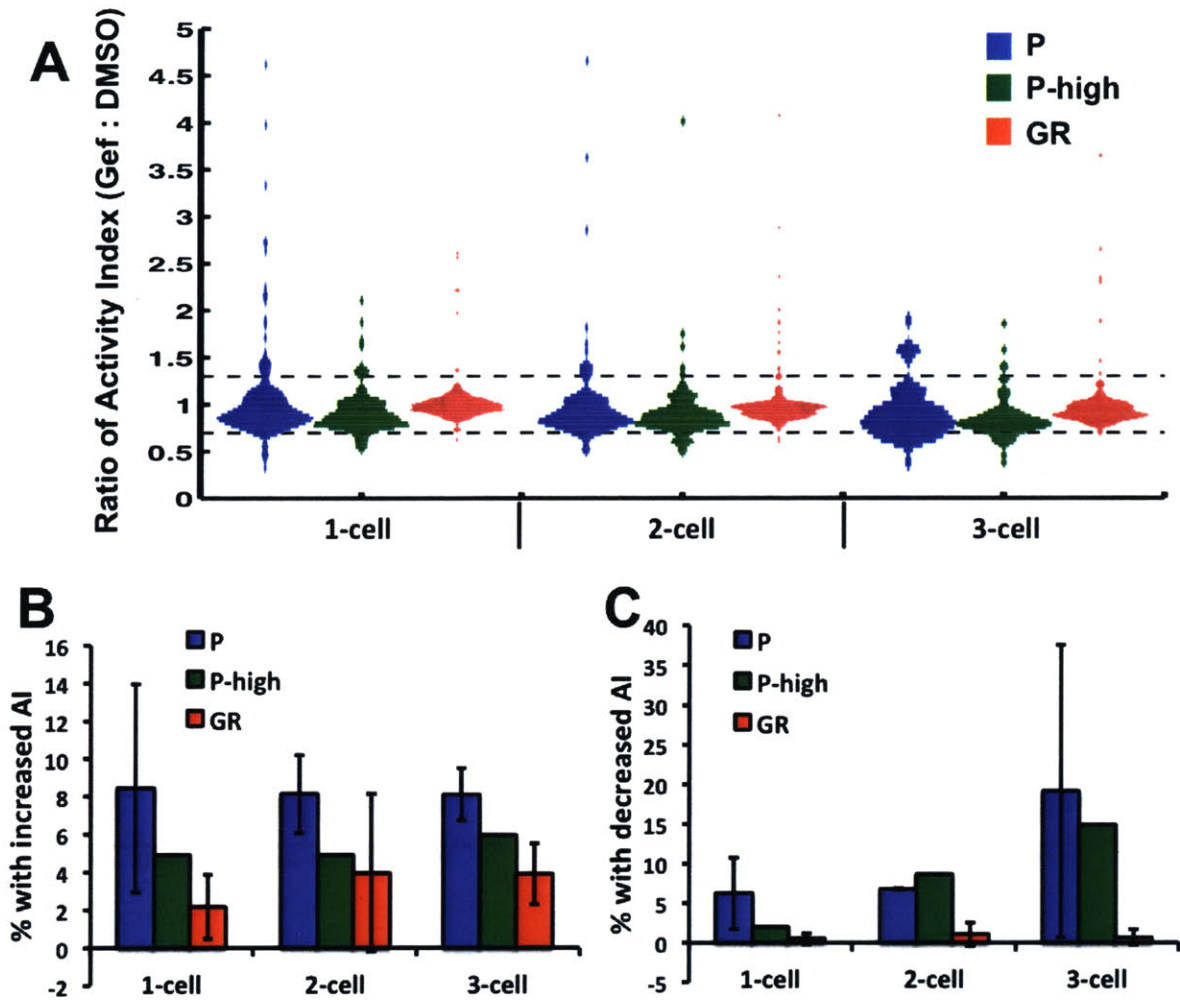 A
Ratio of Activity Index (Gef : DMSO)
5
4.5
4
3.5
3
2.5
2
1.5
1
0.5
0
P
P-high
GR
1-cell
2-cell
3-cell
B
% with increased AI
16
14
12
10
8
6
4
2
0
-2
P
P-high
GR
1-cell
2-cell
3-cell
C
% with decreased AI
40
35
30
25
20
15
10
5
0
-5
P
P-high
GR
1-cell
2-cell
3-cell